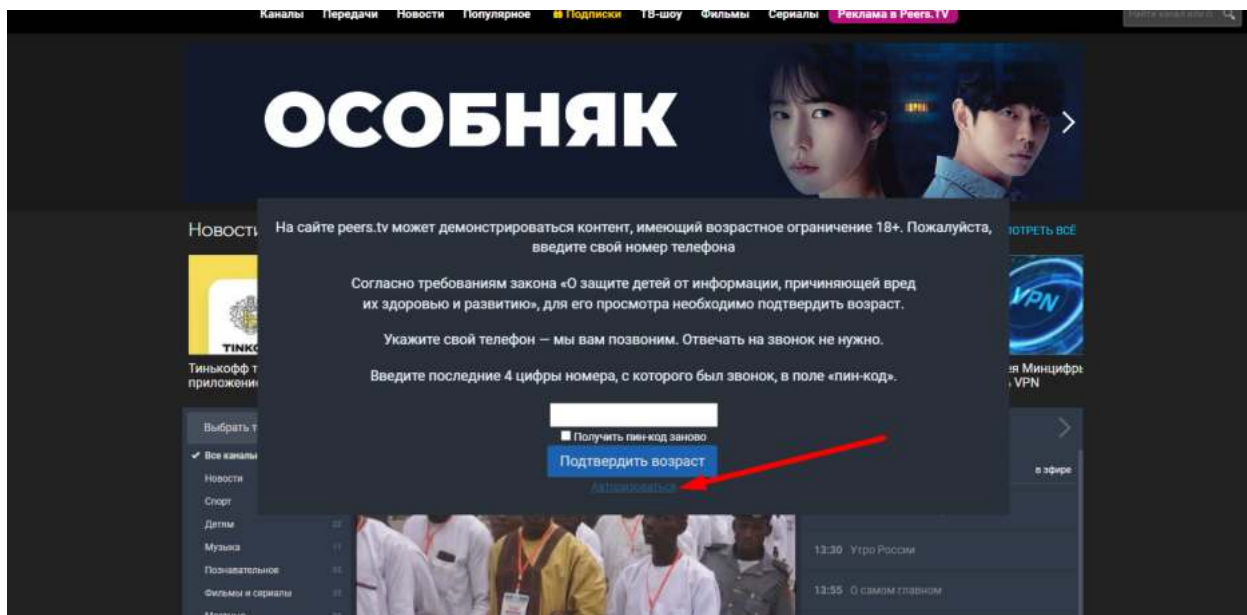 Каналы Передачи Новости Популярное Подписки ТВ-шоу Фильмы Сериалы Реклама в Peers.TV
ОСОБНЯК
Новости
ОТРЕТЬ ВСЁ
На сайте peers.tv может демонстрироваться контент, имеющий возрастное ограничение 18+. Пожалуйста,
введите свой номер телефона
Согласно требованиям закона «О защите детей от информации, причиняющей вред
их здоровью и развитию», для его просмотра необходимо подтвердить возраст.
Укажите свой телефон — мы вам позвоним. Отвечать на звонок не нужно.
Введите последние 4 цифры номера, с которого был звонок, в поле «пин-код».
Получить пин-код заново
Подтвердить возраст
Авторизоваться
VPN
Тинькофф т
приложение
я Минцифры
VPN
Выбрать т
Все каналы
Новости
Спорт
Детям
Музыка
Познавательное
Фильмы и сериалы
в эфире
13:30 Утро России
13:55 О самом главном